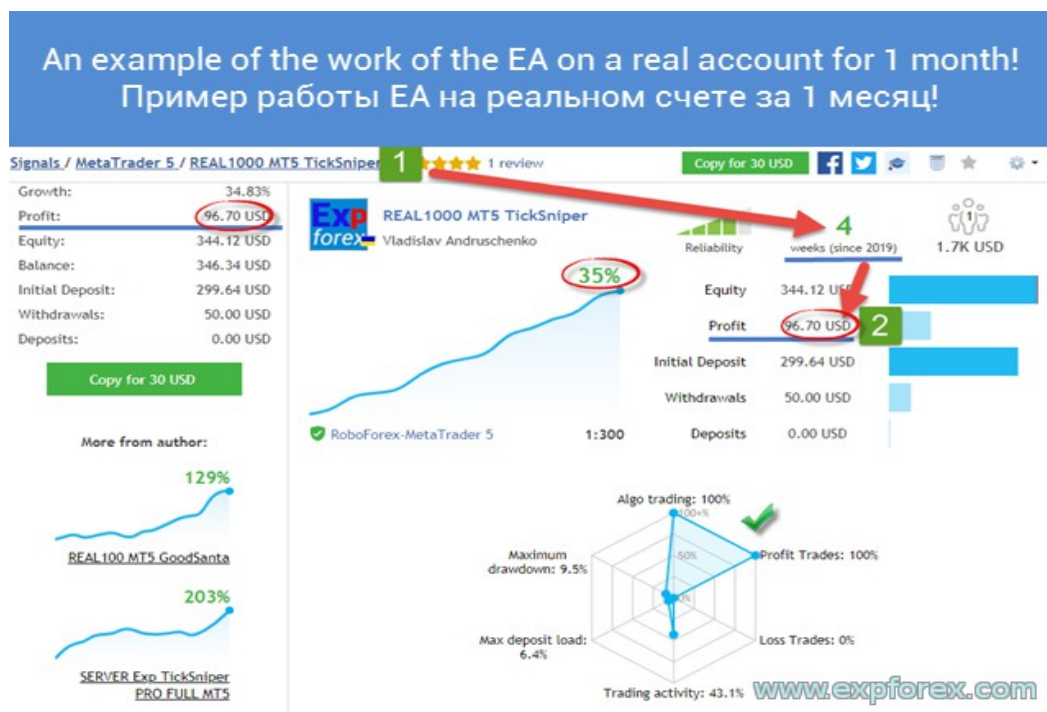 An example of the work of the EA on a real account for 1 month!
Пример работы EA на реальном счете за 1 месяц!
Signals / MetaTrader 5 / REAL1000 MT5 TickSniper
1
1 review
Copy for 30 USD
Growth: 34.83%
Profit: 96.70 USD
Equity: 344.12 USD
Balance: 346.34 USD
Initial Deposit: 299.64 USD
Withdrawals: 50.00 USD
Deposits: 0.00 USD
Copy for 30 USD
More from author:
129%
REAL100 MT5 GoodSanta
203%
SERVER Exp TickSniper
PRO FULL MT5
Exp
forex
REAL1000 MT5 TickSniper
Vladislav Andruschenko
Reliability
4
weeks (since 2019)
1
1.7K USD
35%
Equity 344.12 USD
Profit 96.70 USD
2
Initial Deposit 299.64 USD
Withdrawals 50.00 USD
Deposits 0.00 USD
RoboForex-MetaTrader 5 1:300
Algo trading: 100%
100+%
Profit Trades: 100%
50%
Maximum
drawdown: 9.5%
0%
Max deposit load:
6.4%
Loss Trades: 0%
Trading activity: 43.1%
www.expforex.com